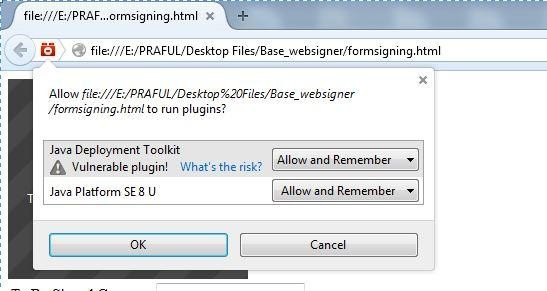 file:///E:/PRAF...ormsigning.html
file:///E:/PRAFUL/Desktop Files/Base_websigner/formsigning.html
Allow file:///E:/PRAFUL/Desktop%20Files/Base_websigner
/formsigning.html to run plugins?
Java Deployment Toolkit
Vulnerable plugin! What's the risk? Allow and Remember
Java Platform SE 8 U Allow and Remember
OK Cancel